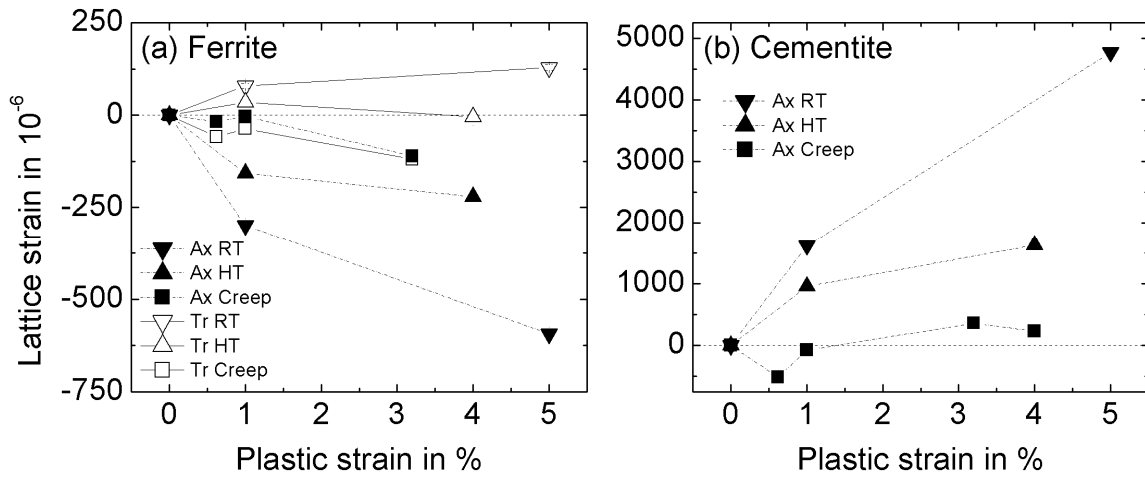 (a) Ferrite
250
0
-250
-500
-750
Lattice strain in 10⁻⁶
Ax RT
Ax HT
Ax Creep
Tr RT
Tr HT
Tr Creep
0 1 2 3 4 5
Plastic strain in %
(b) Cementite
5000
4000
3000
2000
1000
0
Ax RT
Ax HT
Ax Creep
0 1 2 3 4 5
Plastic strain in %